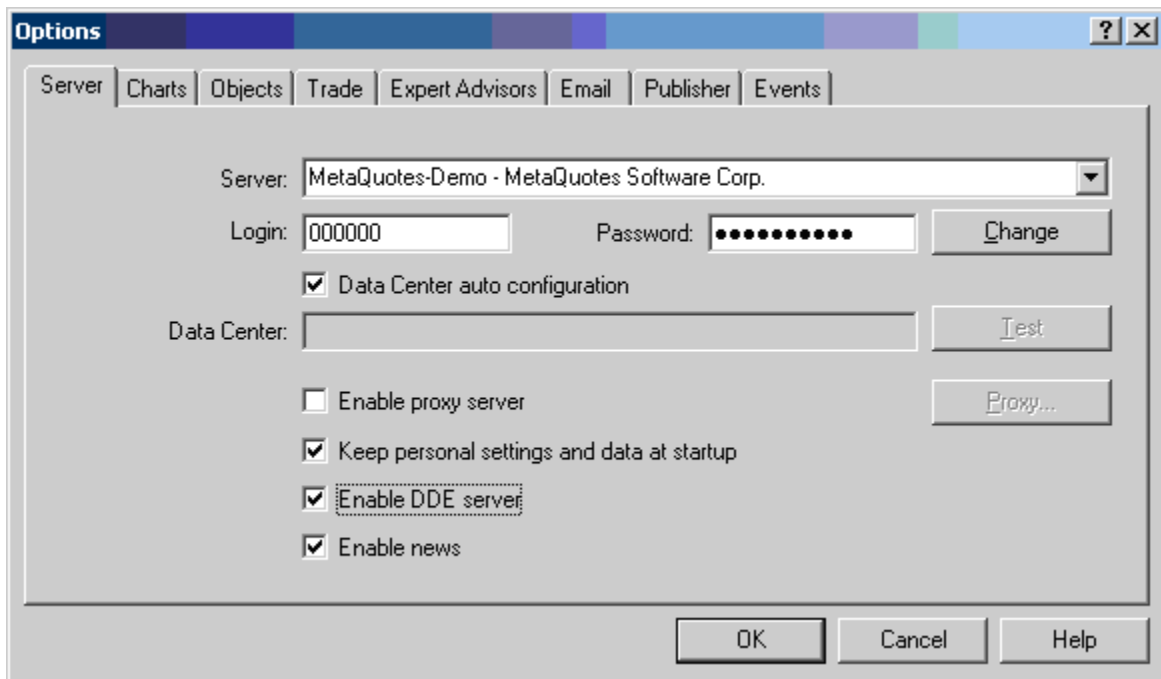 Options
Server Charts Objects Trade Expert Advisors Email Publisher Events
Server: MetaQuotes-Demo - MetaQuotes Software Corp.
Login: 000000 Password: ●●●●●●●●●● Change
Data Center auto configuration
Data Center: Test
Enable proxy server Proxy...
Keep personal settings and data at startup
Enable DDE server
Enable news
OK Cancel Help